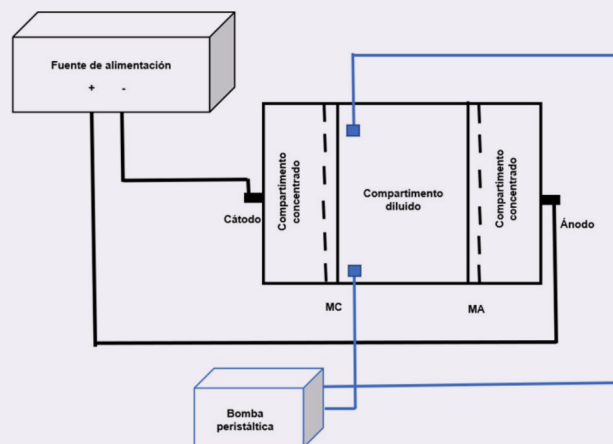 Fuente de alimentación
+ -
Compartimento
concentrado
Compartimento
diluido
Compartimento
concentrado
Cátodo
Ánodo
MC
MA
Bomba
peristáltica